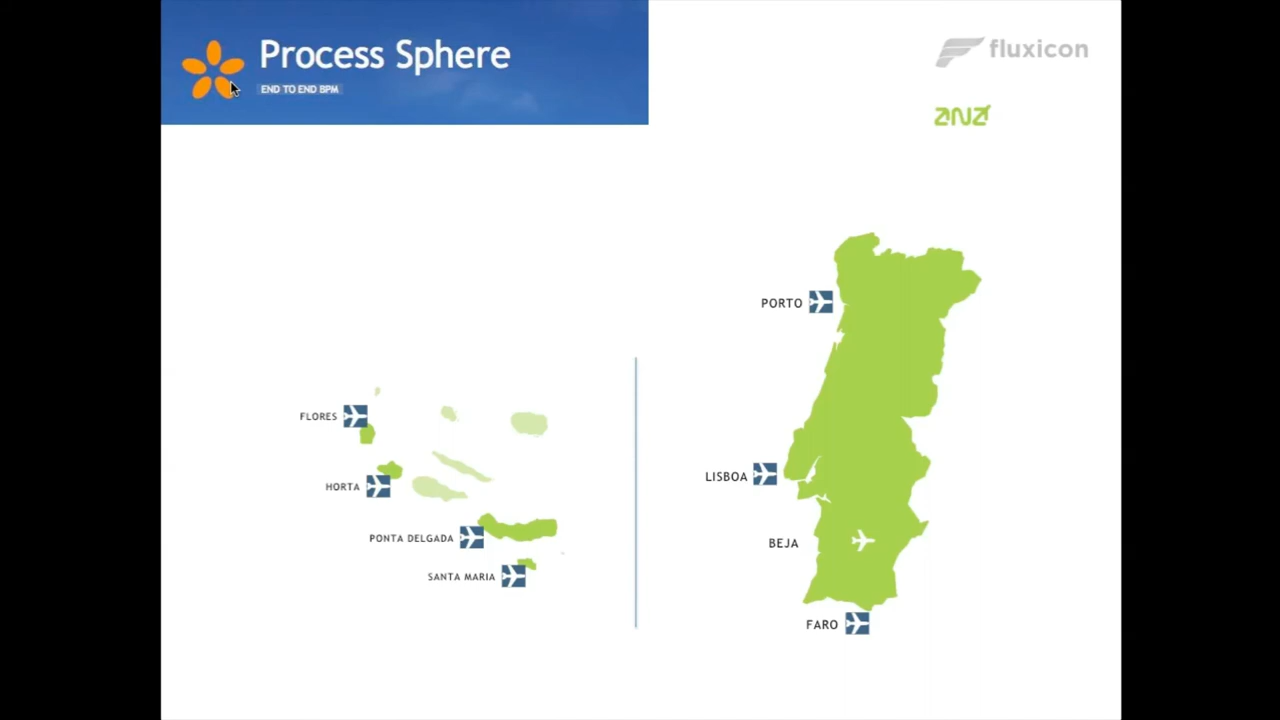 Process Sphere
END TO END BPM
fluxicon
ANA
PORTO
FLORES
LISBOA
HORTA
PONTA DELGADA
BEJA
SANTA MARIA
FARO